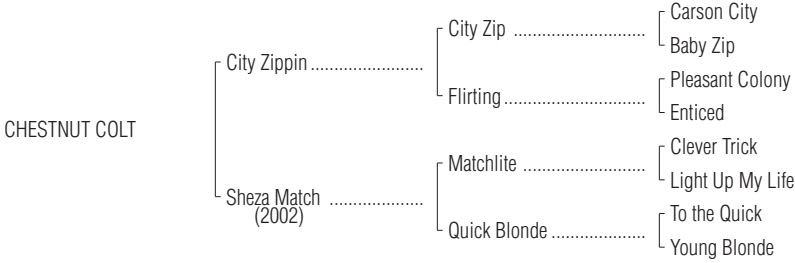 Carson City
City Zip ..........................
Baby Zip
City Zippin ......................
Pleasant Colony
Flirting ............................
Enticed
CHESTNUT COLT
Clever Trick
Matchlite ........................
Light Up My Life
Sheza Match ..................
(2002)
To the Quick
Quick Blonde ...................
Young Blonde